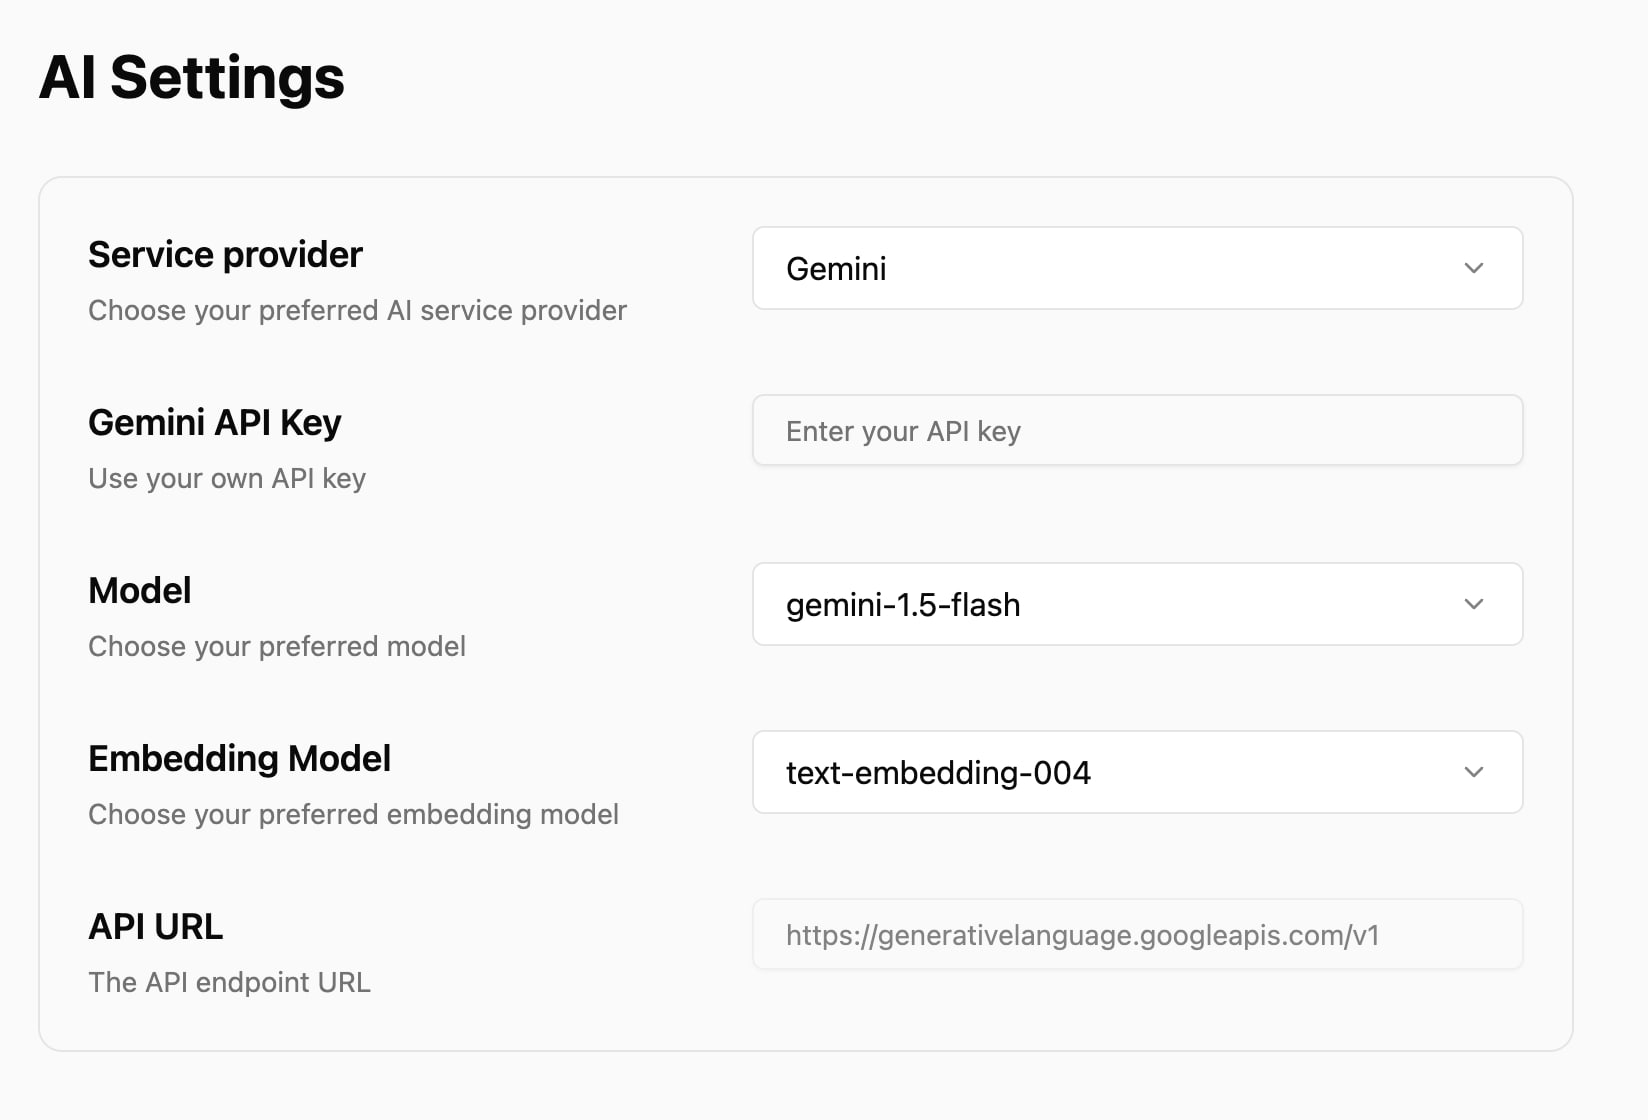 AI Settings
Service provider
Choose your preferred AI service provider
Gemini
Gemini API Key
Use your own API key
Enter your API key
Model
Choose your preferred model
gemini-1.5-flash
Embedding Model
Choose your preferred embedding model
text-embedding-004
API URL
The API endpoint URL
https://generativelanguage.googleapis.com/v1